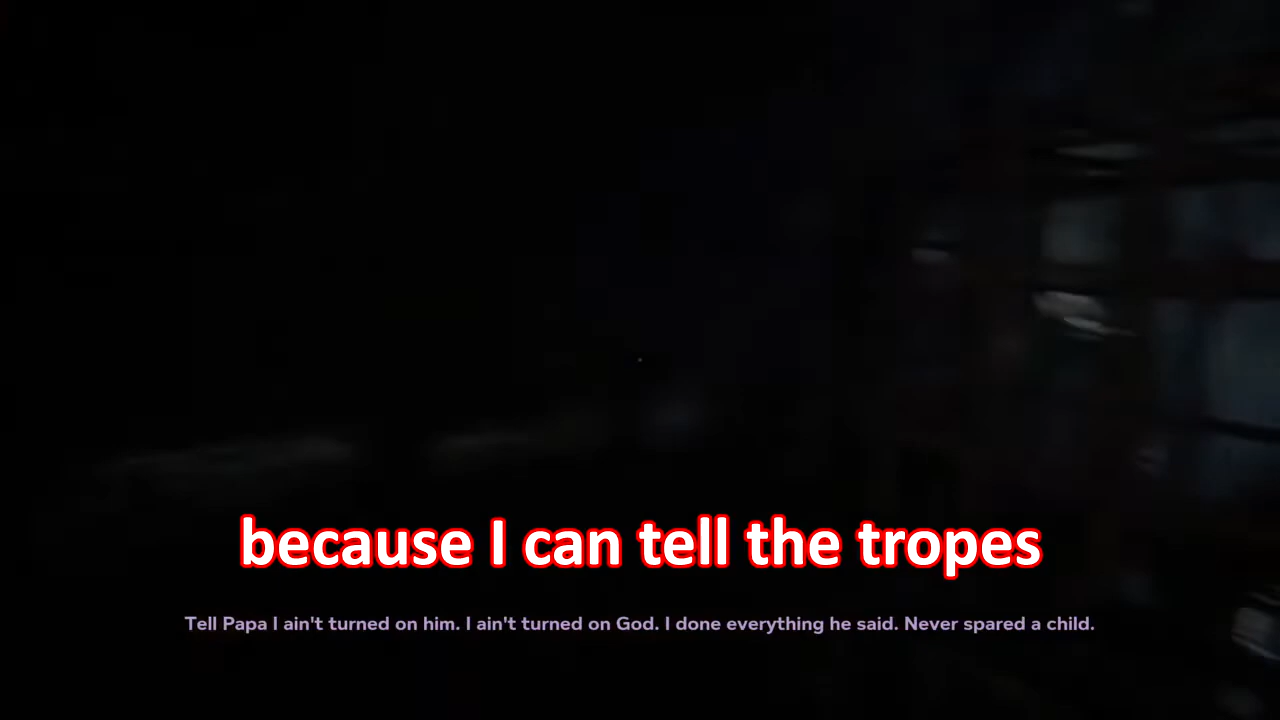 because I can tell the tropes
Tell Papa I ain't turned on him. I ain't turned on God. I done everything he said. Never spared a child.